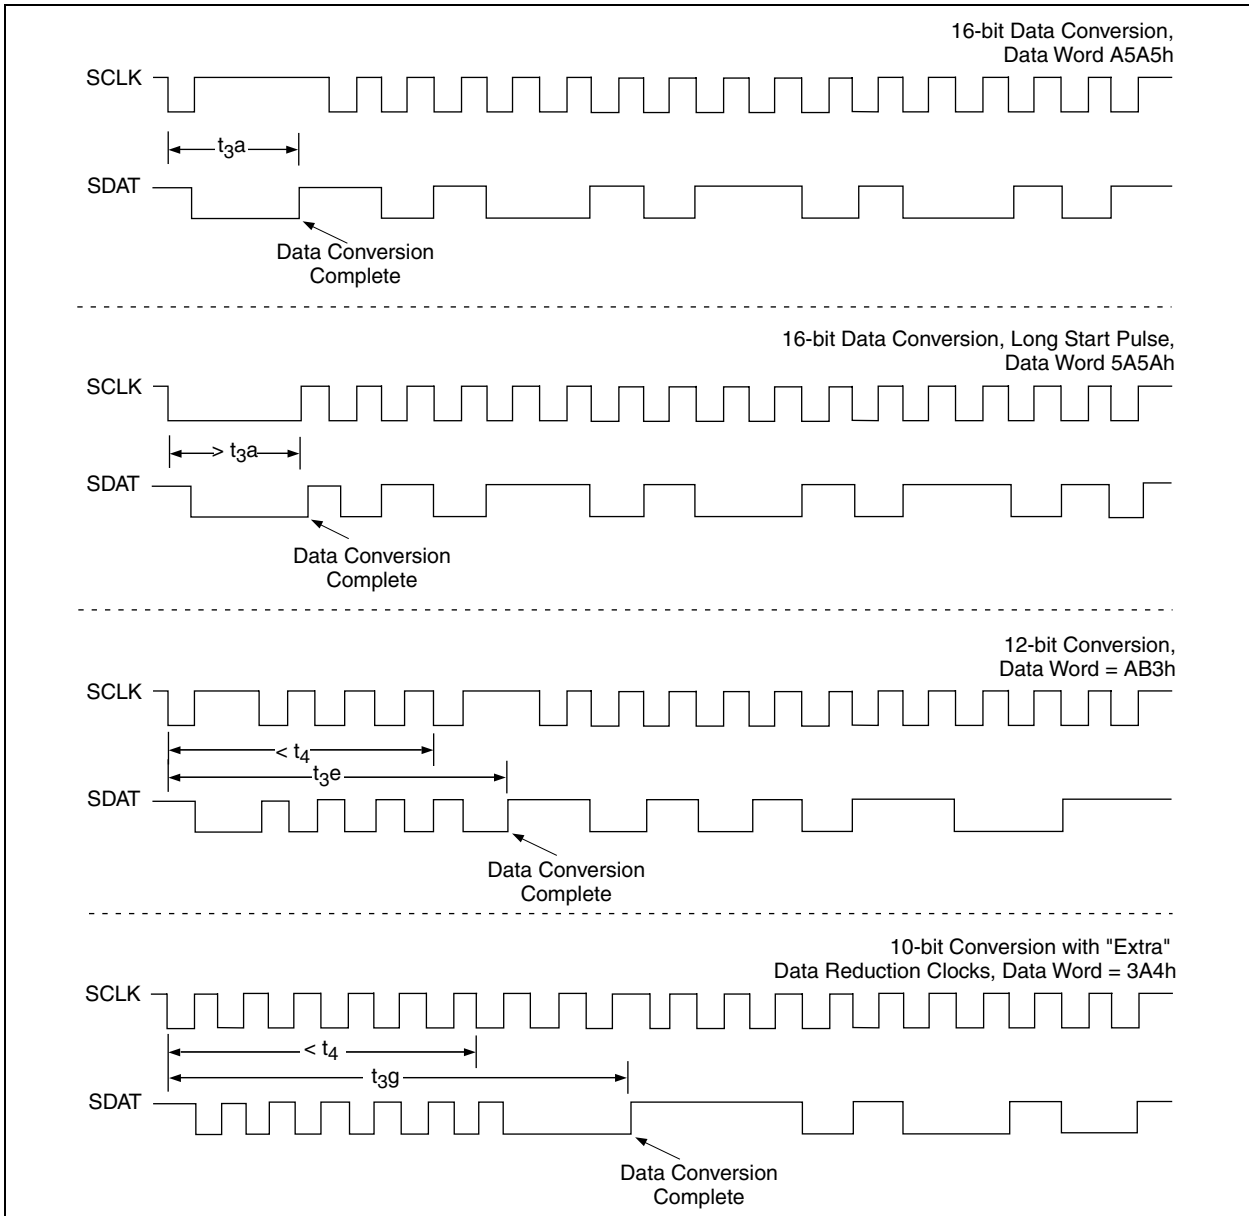 16-bit Data Conversion,
Data Word A5A5h
SCLK
t3a
SDAT
Data Conversion
Complete
16-bit Data Conversion, Long Start Pulse,
Data Word 5A5Ah
SCLK
> t3a
SDAT
Data Conversion
Complete
12-bit Conversion,
Data Word = AB3h
SCLK
< t4
t3e
SDAT
Data Conversion
Complete
10-bit Conversion with "Extra"
Data Reduction Clocks, Data Word = 3A4h
SCLK
< t4
t3g
SDAT
Data Conversion
Complete